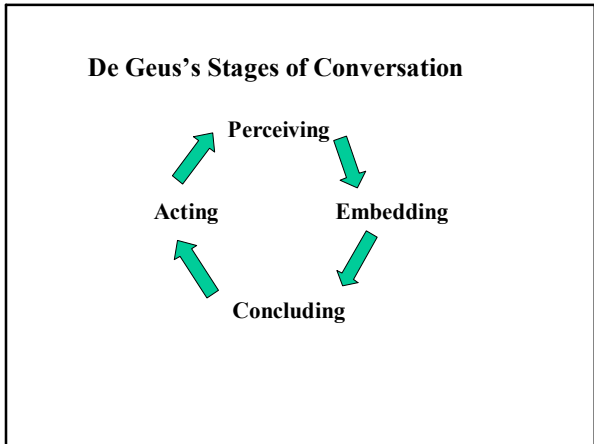 De Geus's Stages of Conversation
Perceiving
Acting
Embedding
Concluding